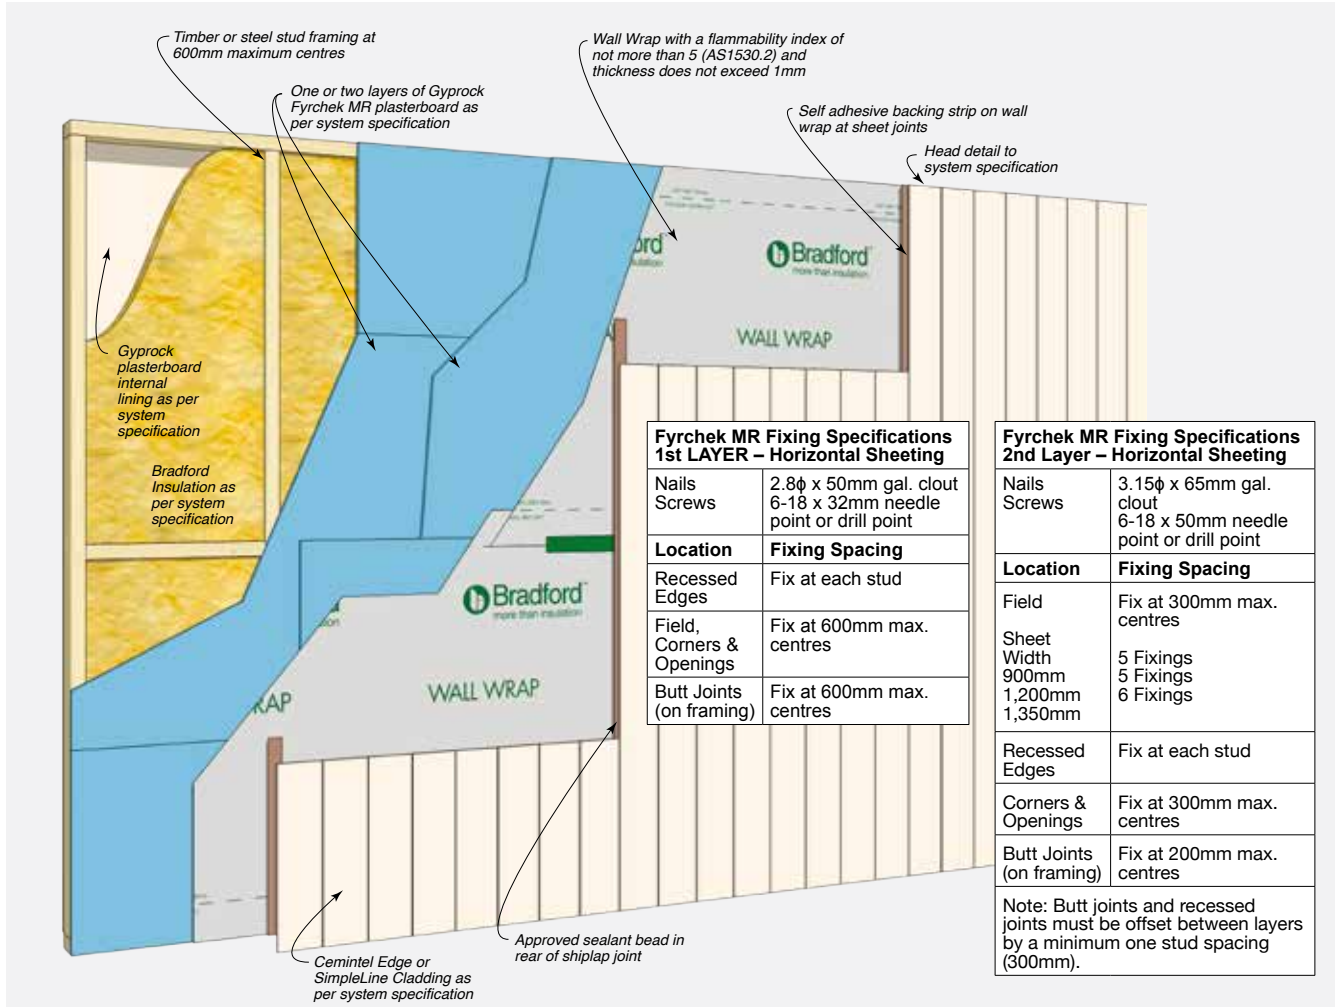 Timber or steel stud framing at
600mm maximum centres
One or two layers of Gyprock
Fyrchek MR plasterboard as
per system specification
Wall Wrap with a flammability index of
not more than 5 (AS1530.2) and
thickness does not exceed 1mm
Self adhesive backing strip on wall
wrap at sheet joints
Head detail to
system specification
ord
Bradford
more than insulation
WALL WRAP
Gyprock
plasterboard
internal
lining as per
system
specification
Bradford
Insulation as
per system
specification
Bradford
more than insulation
WALL WRAP
RAP
Fyrchek MR Fixing Specifications
1st LAYER – Horizontal Sheeting
Nails 2.8ϕ x 50mm gal. clout
Screws 6-18 x 32mm needle
point or drill point
Location Fixing Spacing
Recessed Fix at each stud
Edges
Field, Fix at 600mm max.
Corners & centres
Openings
Butt Joints Fix at 600mm max.
(on framing) centres
Fyrchek MR Fixing Specifications
2nd Layer – Horizontal Sheeting
Nails 3.15ϕ x 65mm gal.
Screws clout
6-18 x 50mm needle
point or drill point
Location Fixing Spacing
Field Fix at 300mm max.
centres
Sheet
Width 5 Fixings
900mm 5 Fixings
1,200mm 6 Fixings
1,350mm
Recessed Fix at each stud
Edges
Corners & Fix at 300mm max.
Openings centres
Butt Joints Fix at 200mm max.
(on framing) centres
Note: Butt joints and recessed
joints must be offset between layers
by a minimum one stud spacing
(300mm).
Approved sealant bead in
rear of shiplap joint
Cemintel Edge or
SimpleLine Cladding as
per system specification